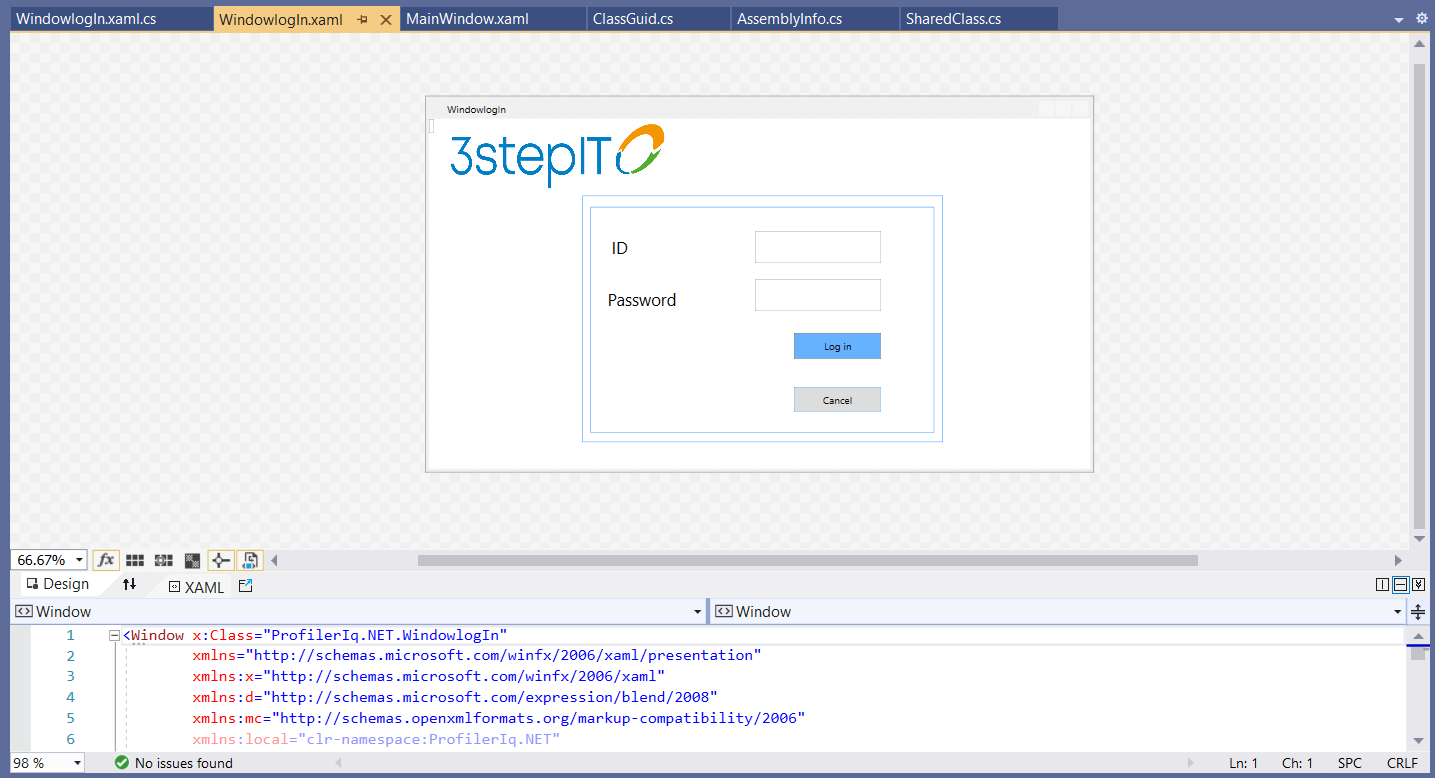 WindowlogIn.xaml.cs WindowlogIn.xaml MainWindow.xaml ClassGuid.cs AssemblyInfo.cs SharedClass.cs
WindowlogIn
3stepIT
ID
Password
Log in
Cancel
66.67% fx
Design XAML
Window Window
1 <Window x:Class="ProfilerIq.NET.WindowlogIn"
2 xmlns="http://schemas.microsoft.com/winfx/2006/xaml/presentation"
3 xmlns:x="http://schemas.microsoft.com/winfx/2006/xaml"
4 xmlns:d="http://schemas.microsoft.com/expression/blend/2008"
5 xmlns:mc="http://schemas.openxmlformats.org/markup-compatibility/2006"
6 xmlns:local="clr-namespace:ProfilerIq.NET"
98 % No issues found Ln: 1 Ch: 1 SPC CRLF